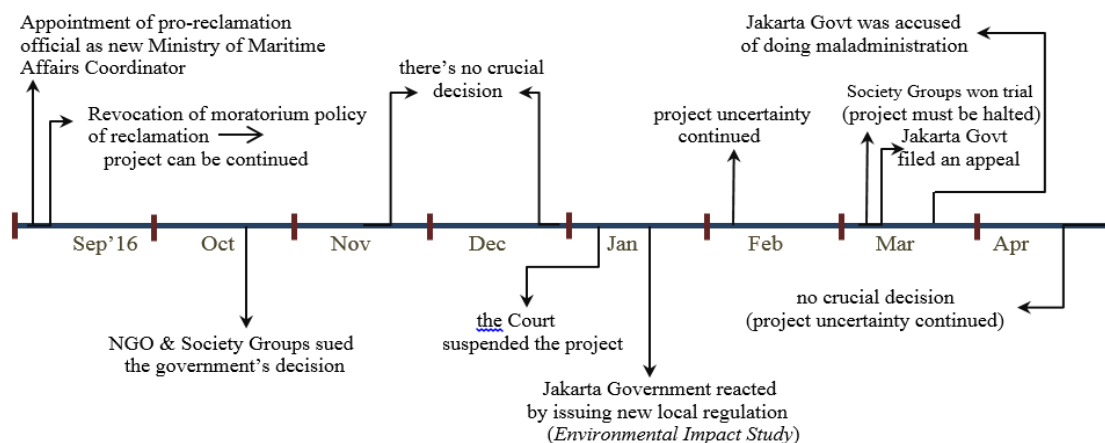 Appointment of pro-reclamation
official as new Ministry of Maritime
Affairs Coordinator
Revocation of moratorium policy
of reclamation
project can be continued
there's no crucial
decision
project uncertainty
continued
Jakarta Govt was accused
of doing maladministration
Society Groups won trial
(project must be halted)
Jakarta Govt
filed an appeal
Sep'16
Oct
Nov
Dec
Jan
Feb
Mar
Apr
NGO & Society Groups sued
the government's decision
the Court
suspended the project
Jakarta Government reacted
by issuing new local regulation
(Environmental Impact Study)
no crucial decision
(project uncertainty continued)